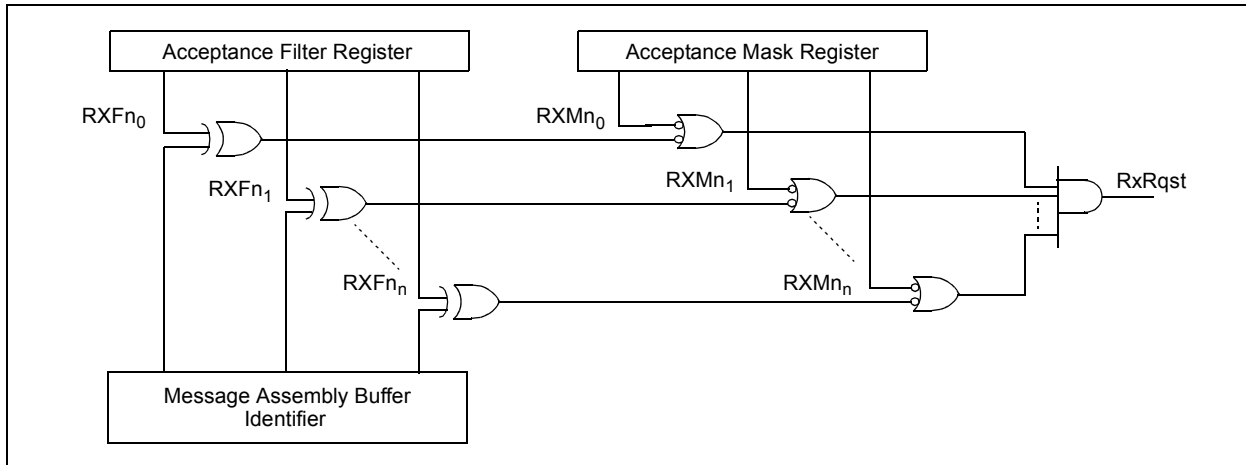 Acceptance Filter Register
Acceptance Mask Register
RXFn₀
RXMn₀
RXFn₁
RXMn₁
RxRqst
RXFnₙ
RXMnₙ
Message Assembly Buffer
Identifier